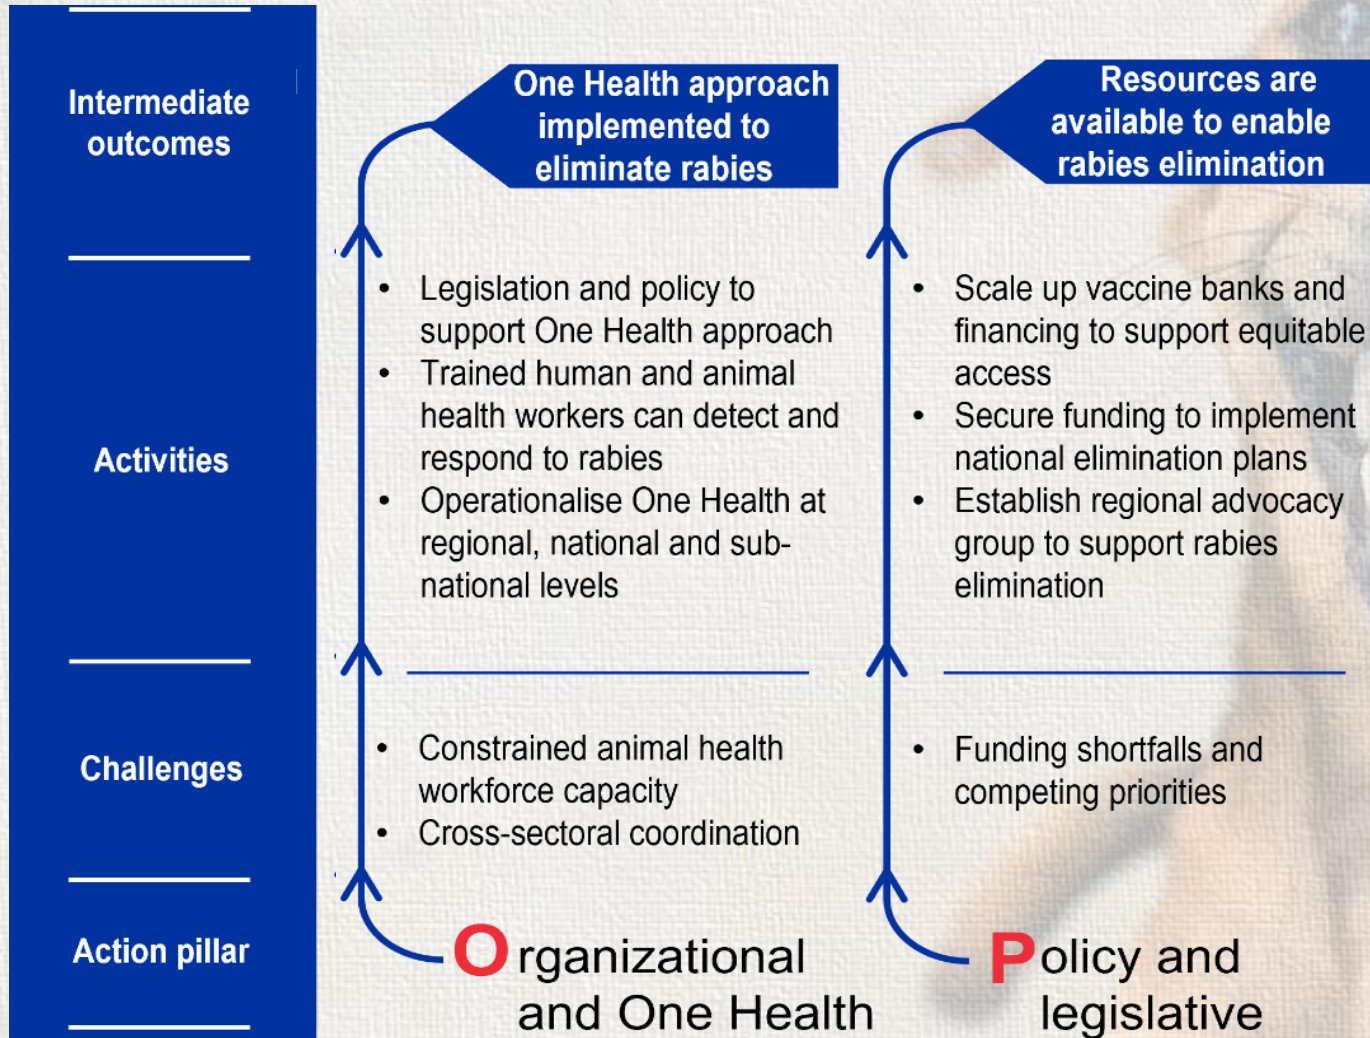 Intermediate
outcomes
One Health approach
implemented to
eliminate rabies
Resources are
available to enable
rabies elimination
Activities
• Legislation and policy to
support One Health approach
• Trained human and animal
health workers can detect and
respond to rabies
• Operationalise One Health at
regional, national and sub-
national levels
• Scale up vaccine banks and
financing to support equitable
access
• Secure funding to implement
national elimination plans
• Establish regional advocacy
group to support rabies
elimination
Challenges
• Constrained animal health
workforce capacity
• Cross-sectoral coordination
• Funding shortfalls and
competing priorities
Action pillar
Organizational
and One Health
Policy and
legislative